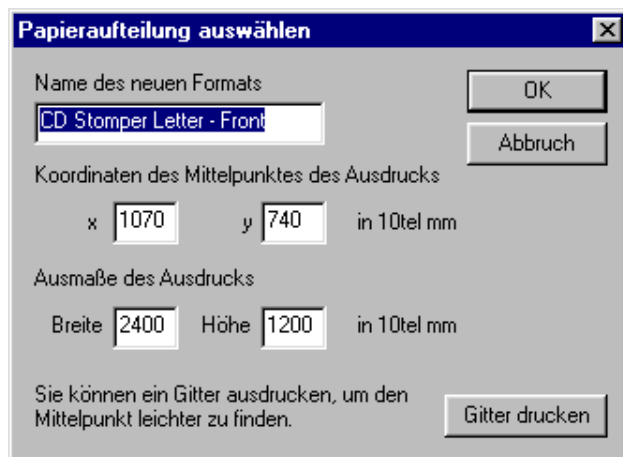 Papieraufteilung auswählen
Name des neuen Formats
OK
CD Stomper Letter - Front
Abbruch
Koordinaten des Mittelpunktes des Ausdrucks
x 1070 y 740 in 10tel mm
Ausmaße des Ausdrucks
Breite 2400 Höhe 1200 in 10tel mm
Sie können ein Gitter ausdrucken, um den
Mittelpunkt leichter zu finden.
Gitter drucken